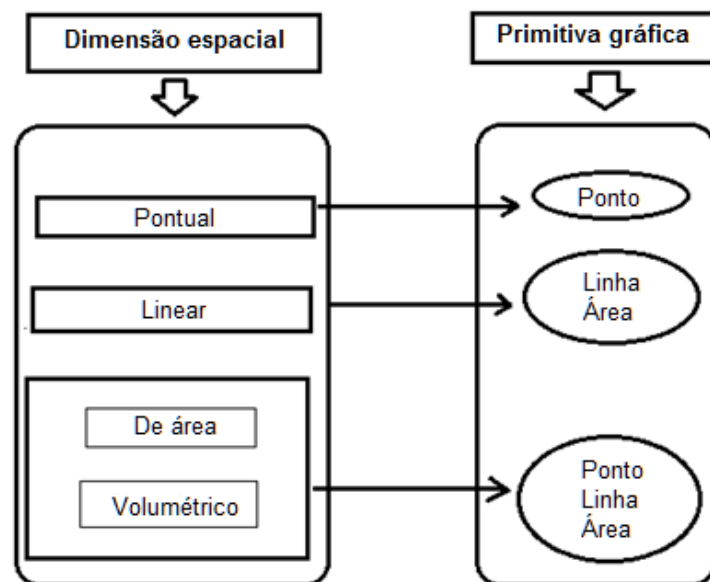 Dimensão espacial
Primitiva gráfica
Pontual
Ponto
Linear
Linha
Área
De área
Volumétrico
Ponto
Linha
Área